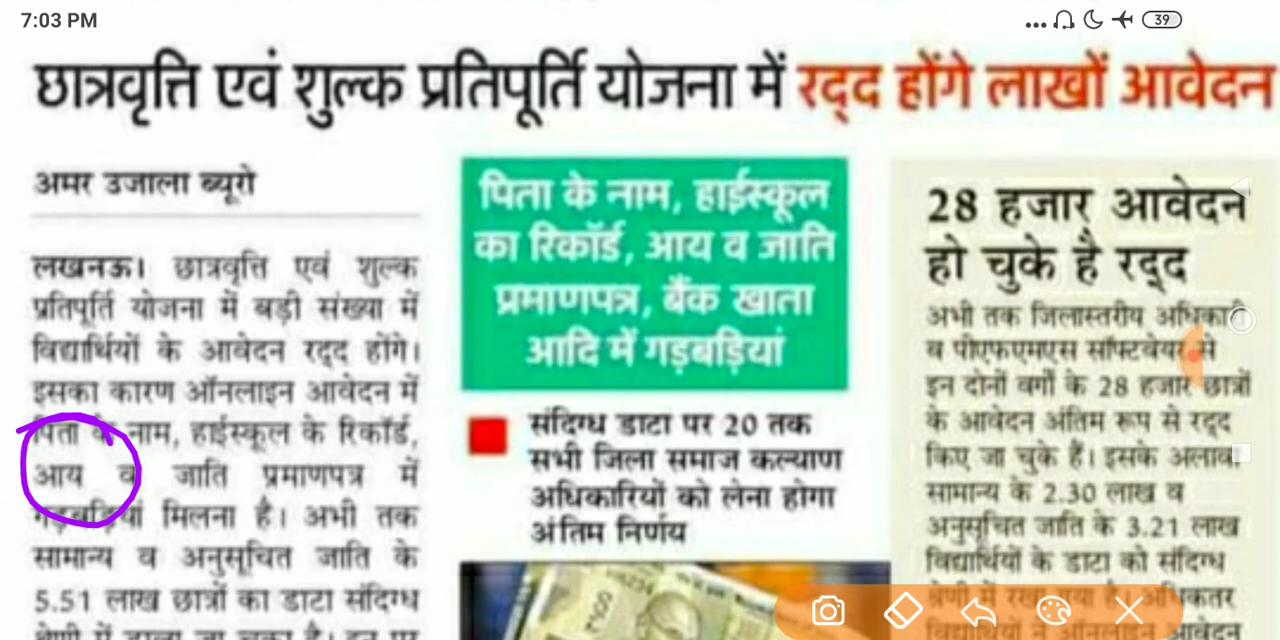 7:03 PM
39
छात्रवृत्ति एवं शुल्क प्रतिपूर्ति योजना में रद्द होंगे लाखों आवेदन
अमर उजाला ब्यूरो
लखनऊ। छात्रवृत्ति एवं शुल्क
प्रतिपूर्ति योजना में बड़ी संख्या में
विद्यार्थियों के आवेदन रद्द होंगे।
इसका कारण ऑनलाइन आवेदन में
पिता के नाम, हाईस्कूल के रिकॉर्ड,
आय व जाति प्रमाणपत्र में
गड़बड़ियां मिलना है। अभी तक
सामान्य व अनुसूचित जाति के
5.51 लाख छात्रों का डाटा संदिग्ध
पिता के नाम, हाईस्कूल
का रिकॉर्ड, आय व जाति
प्रमाणपत्र, बैंक खाता
आदि में गड़बड़ियां
संदिग्ध डाटा पर 20 तक
सभी जिला समाज कल्याण
अधिकारियों को लेना होगा
अंतिम निर्णय
28 हजार आवेदन
हो चुके है रद्द
अभी तक जिलास्तरीय अधिकारी
व पीएफएमएस सॉफ्टवेयर से
इन दोनों वर्गों के 28 हजार छात्रों
के आवेदन अंतिम रूप से रद्द
किए जा चुके हैं। इसके अलावा
सामान्य के 2.30 लाख व
अनुसूचित जाति के 3.21 लाख
विद्यार्थियों के डाटा को संदिग्ध
श्रेणी में